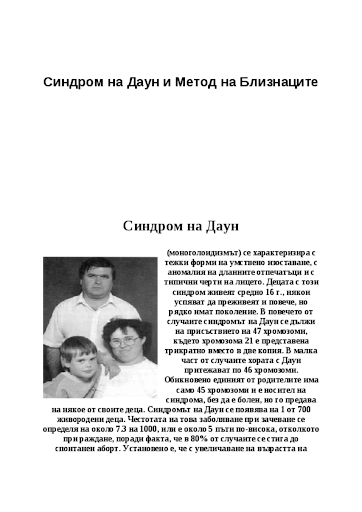 Синдром на Даун и Метод на Близнаците
Синдром на Даун
(моноголоидизмът) се характеризира с
тежки форми на умствено изоставане, с
аномалия на дланните отпечатъци и с
типични черти на лицето. Децата с този
синдром живят средно 16 г., някои
успяват да преживеят и повече, но
рядко имат поколение. В повечето от
случаите синдромът на Даун се дължи
на присъствието на 47 хромозоми,
където хромозома 21 е представена
трикратно вместо в две копия. В малка
част от случаите хората с Даун
притежават по 46 хромозоми.
Обикновено единият от родителите има
само 45 хромозоми и е носител на
синдрома, без да е болен, но го предава
на някое от своите деца. Синдромът на Даун се появява на 1 от 700
живородени деца. Честотата на това заболяване при зачеване се
определя на около 7.3 на 1000, или е около 5 пъти по-висока, отколкото
при раждане, поради факта, че в 80% от случаите се стига до
спонтанен аборт. Установено е, че с увеличаване на възрастта на